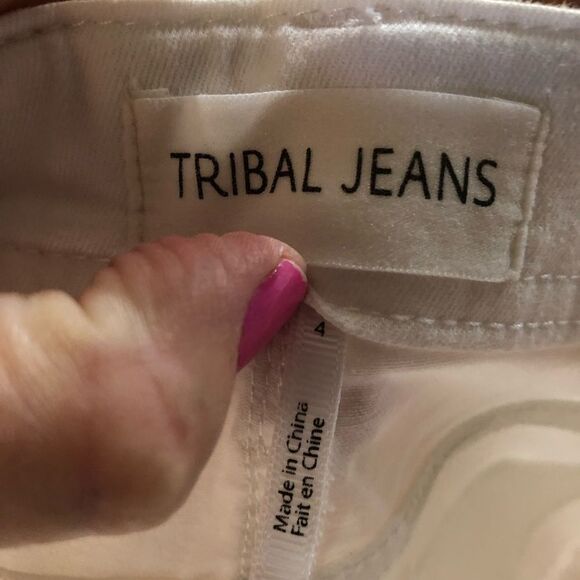 TRIBAL JEANS
4
Made in China
Fait en Chine